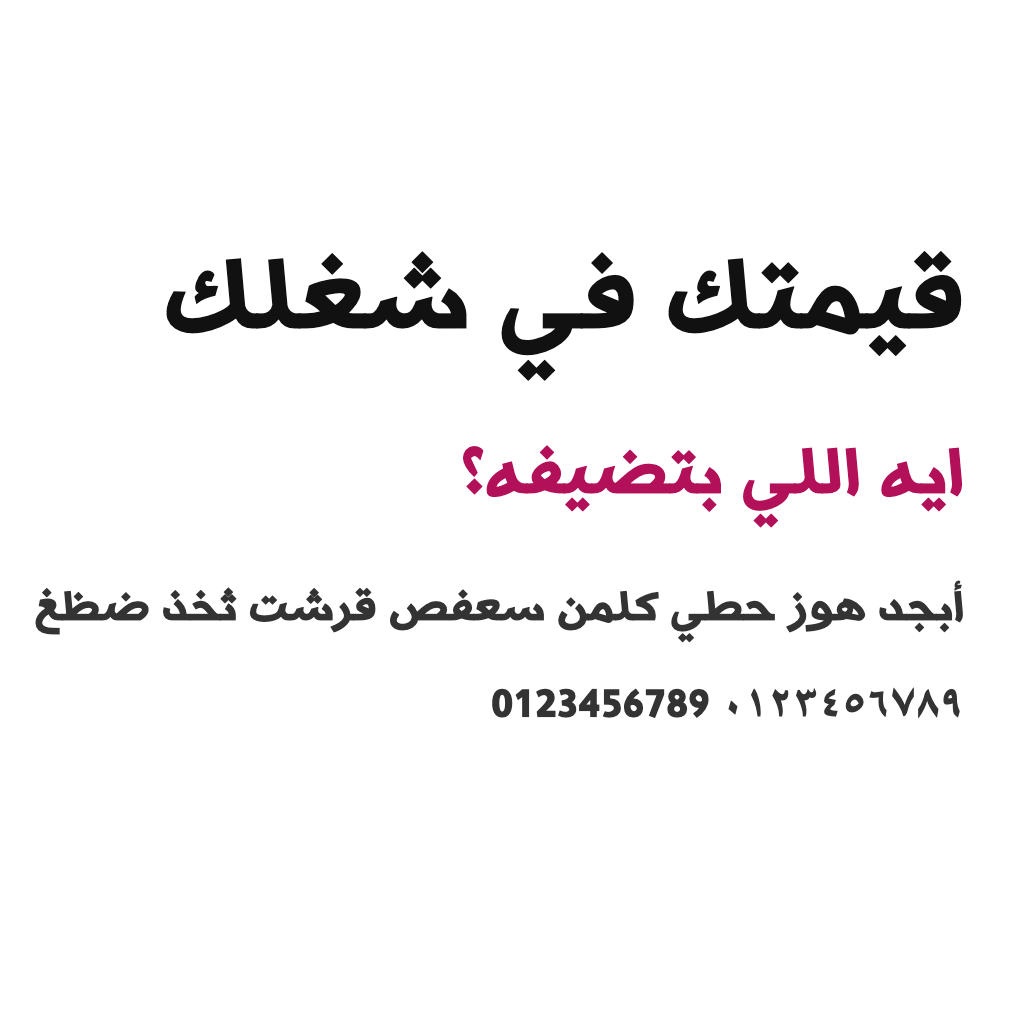 قيمتك في شغلك
ايه اللي بتضيفه؟
أبجد هوز حطي كلمن سعفص قرشت ثخذ ضظغ
0123456789 ٠١٢٣٤٥٦٧٨٩